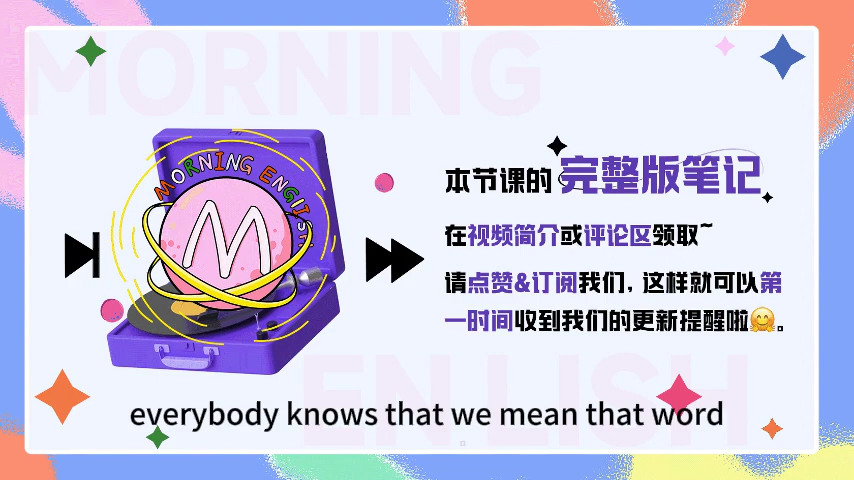 MORNING
MORNING ENGLISH
M
本节课的 完整版笔记
在视频简介或评论区领取~
请点赞&订阅我们，这样就可以第
一时间收到我们的更新提醒啦🤗。
EN LISH
everybody knows that we mean that word